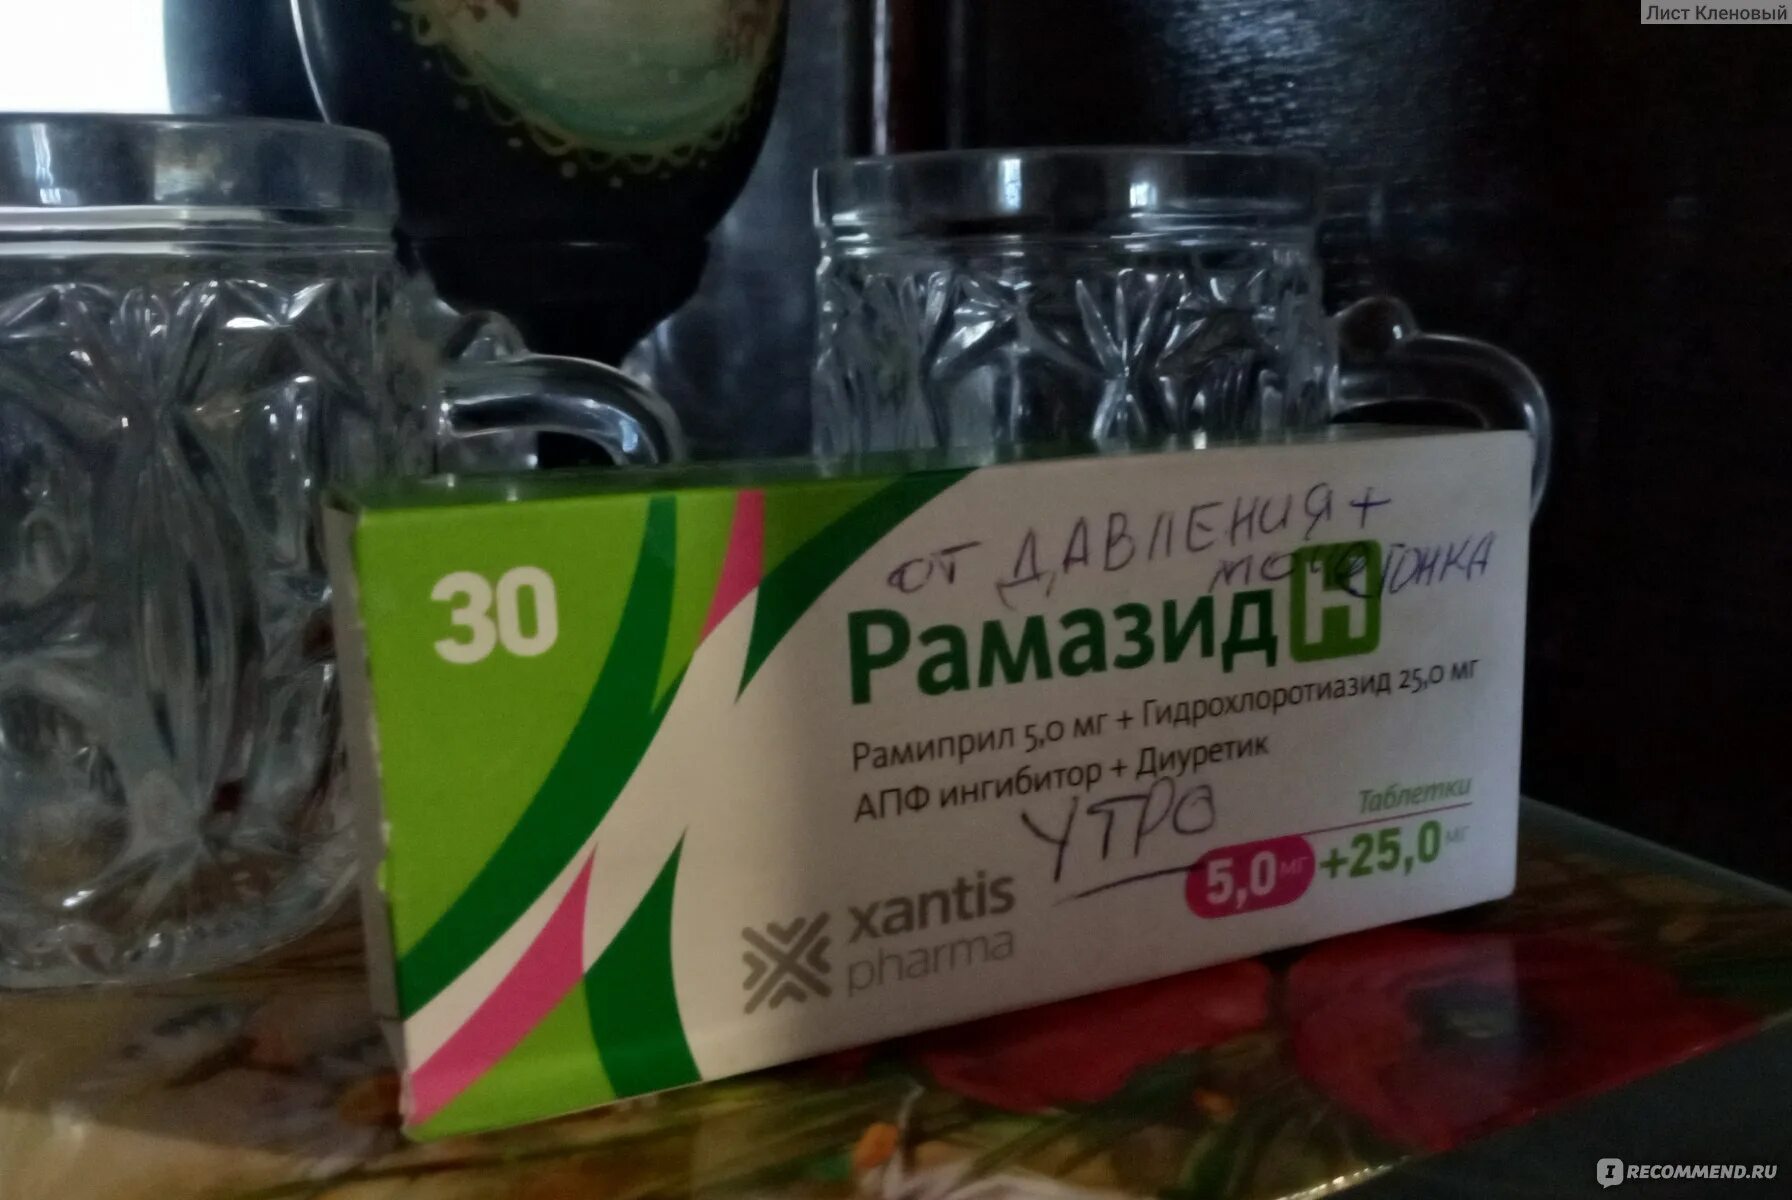 Лист Кленовый
от давления +
мочегонка
30
Рамазид Н
Рамиприл 5,0 мг + Гидрохлоротиазид 25,0 мг
АПФ ингибитор + Диуретик
утро
Таблетки
5,0 мг +25,0 мг
xantis
pharma
IRECOMMEND.RU